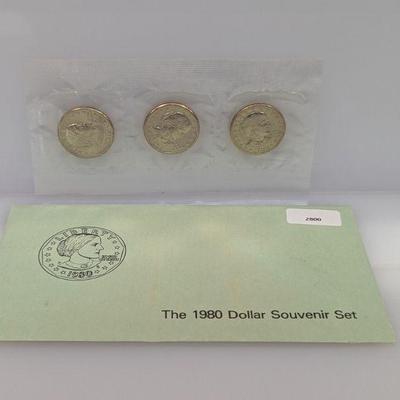 2800
LIBERTY
1980
The 1980 Dollar Souvenir Set